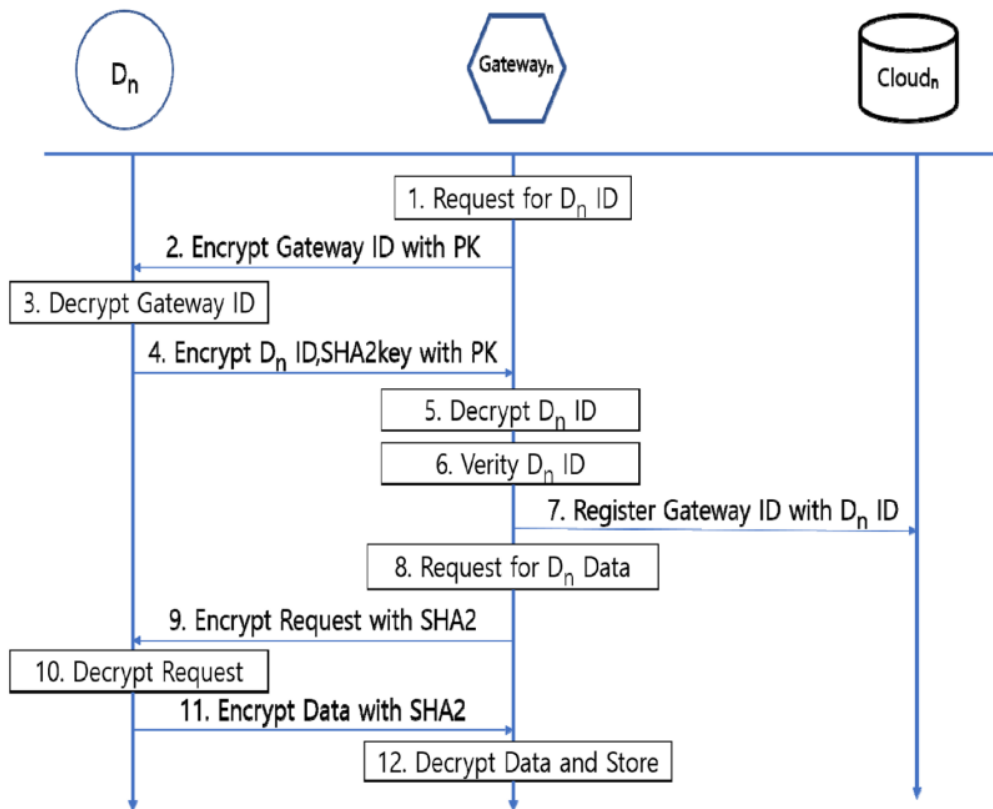 Dn
Gatewayn
Cloudn
1. Request for Dn ID
2. Encrypt Gateway ID with PK
3. Decrypt Gateway ID
4. Encrypt Dn ID,SHA2key with PK
5. Decrypt Dn ID
6. Verity Dn ID
7. Register Gateway ID with Dn ID
8. Request for Dn Data
9. Encrypt Request with SHA2
10. Decrypt Request
11. Encrypt Data with SHA2
12. Decrypt Data and Store